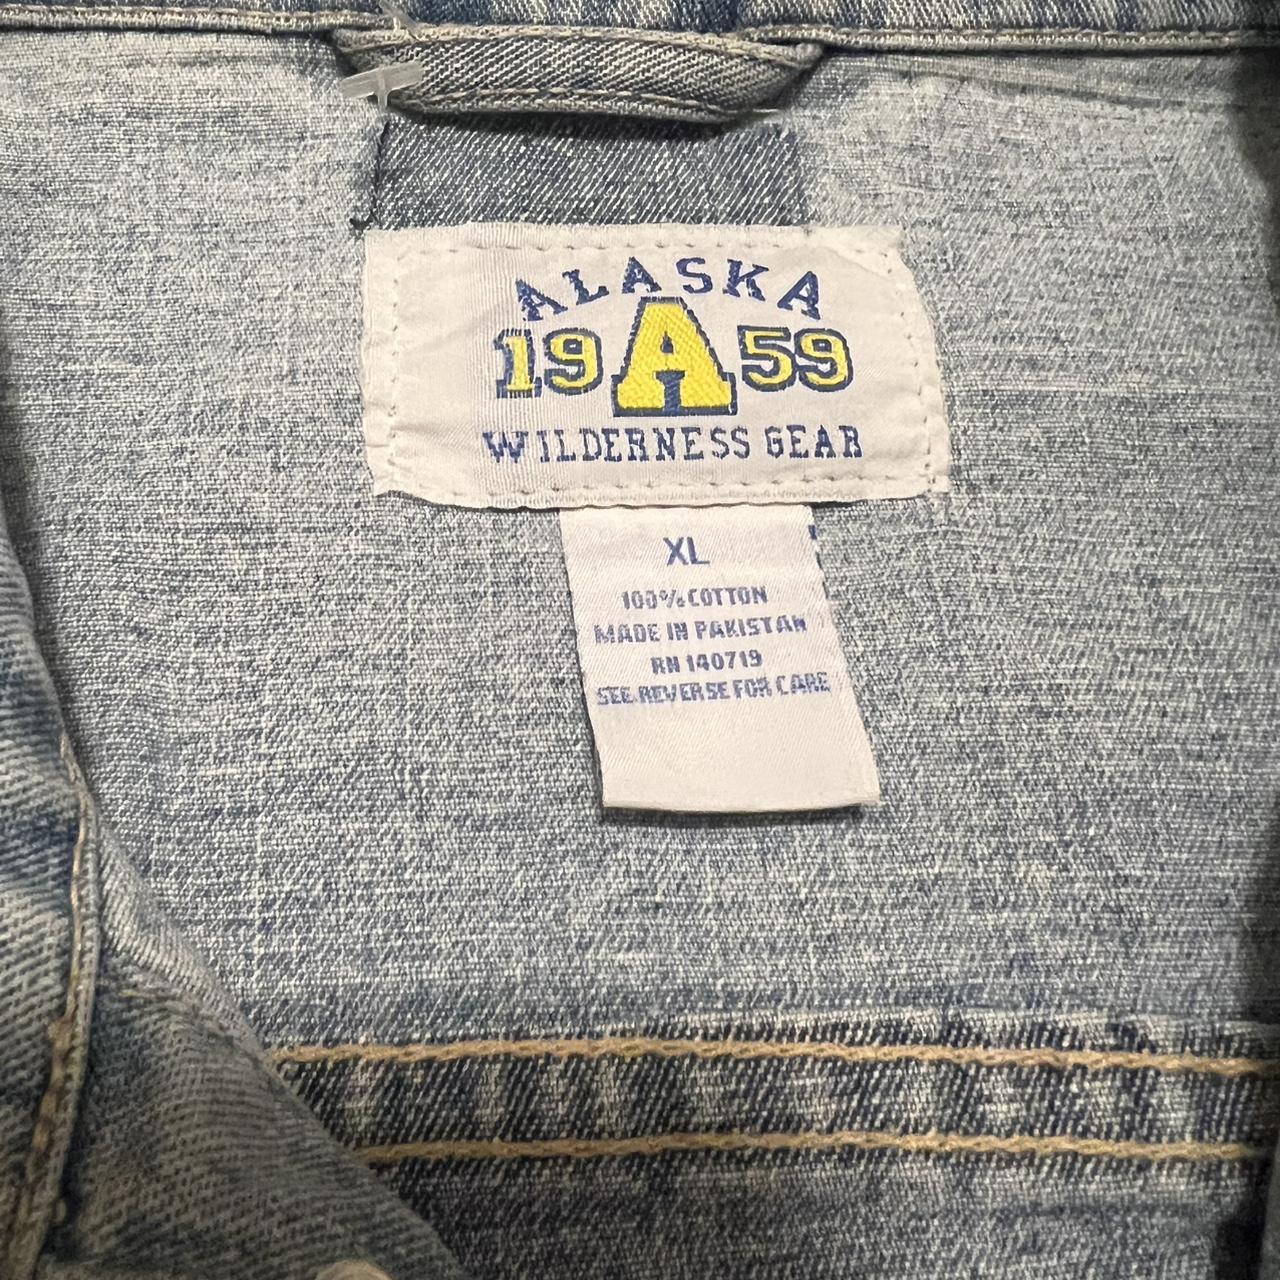 ALASKA
19 A 59
WILDERNESS GEAR
XL
100% COTTON
MADE IN PAKISTAN
RN 140719
SEE REVERSE FOR CARE